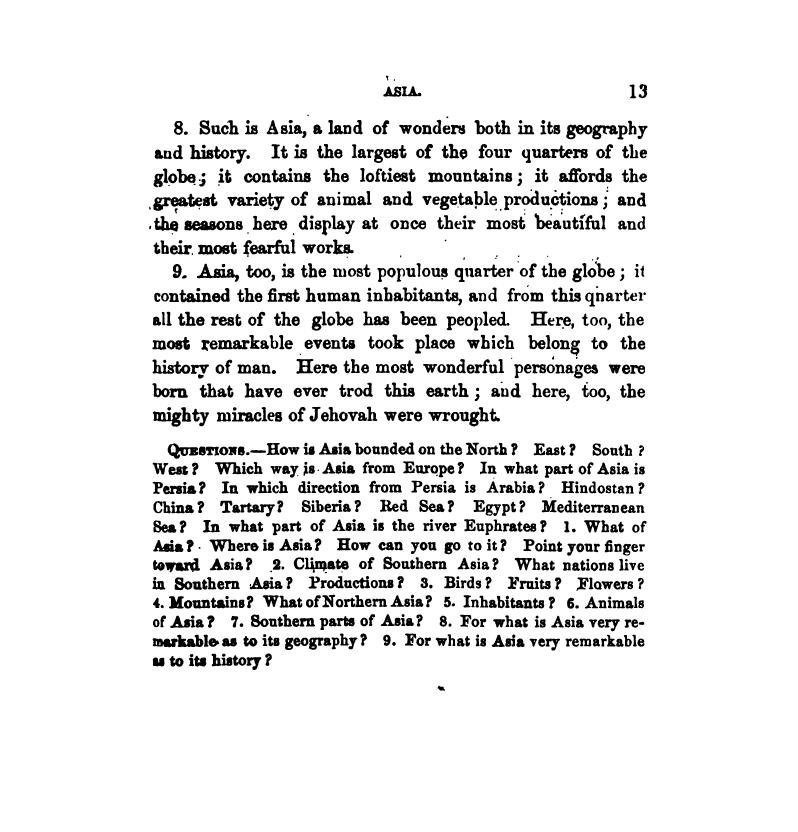 ASIA. 13
8. Such is Asia, a land of wonders both in its geography
and history. It is the largest of the four quarters of the
globe; it contains the loftiest mountains; it affords the
greatest variety of animal and vegetable productions; and
the seasons here display at once their most beautiful and
their most fearful works.
9. Asia, too, is the most populous quarter of the globe; it
contained the first human inhabitants, and from this quarter
all the rest of the globe has been peopled. Here, too, the
most remarkable events took place which belong to the
history of man. Here the most wonderful personages were
born that have ever trod this earth; and here, too, the
mighty miracles of Jehovah were wrought.
QUESTIONS.—How is Asia bounded on the North? East? South?
West? Which way is Asia from Europe? In what part of Asia is
Persia? In which direction from Persia is Arabia? Hindostan?
China? Tartary? Siberia? Red Sea? Egypt? Mediterranean
Sea? In what part of Asia is the river Euphrates? 1. What of
Asia? Where is Asia? How can you go to it? Point your finger
toward Asia? 2. Climate of Southern Asia? What nations live
in Southern Asia? Productions? 3. Birds? Fruits? Flowers?
4. Mountains? What of Northern Asia? 5. Inhabitants? 6. Animals
of Asia? 7. Southern parts of Asia? 8. For what is Asia very re-
markable as to its geography? 9. For what is Asia very remarkable
as to its history?